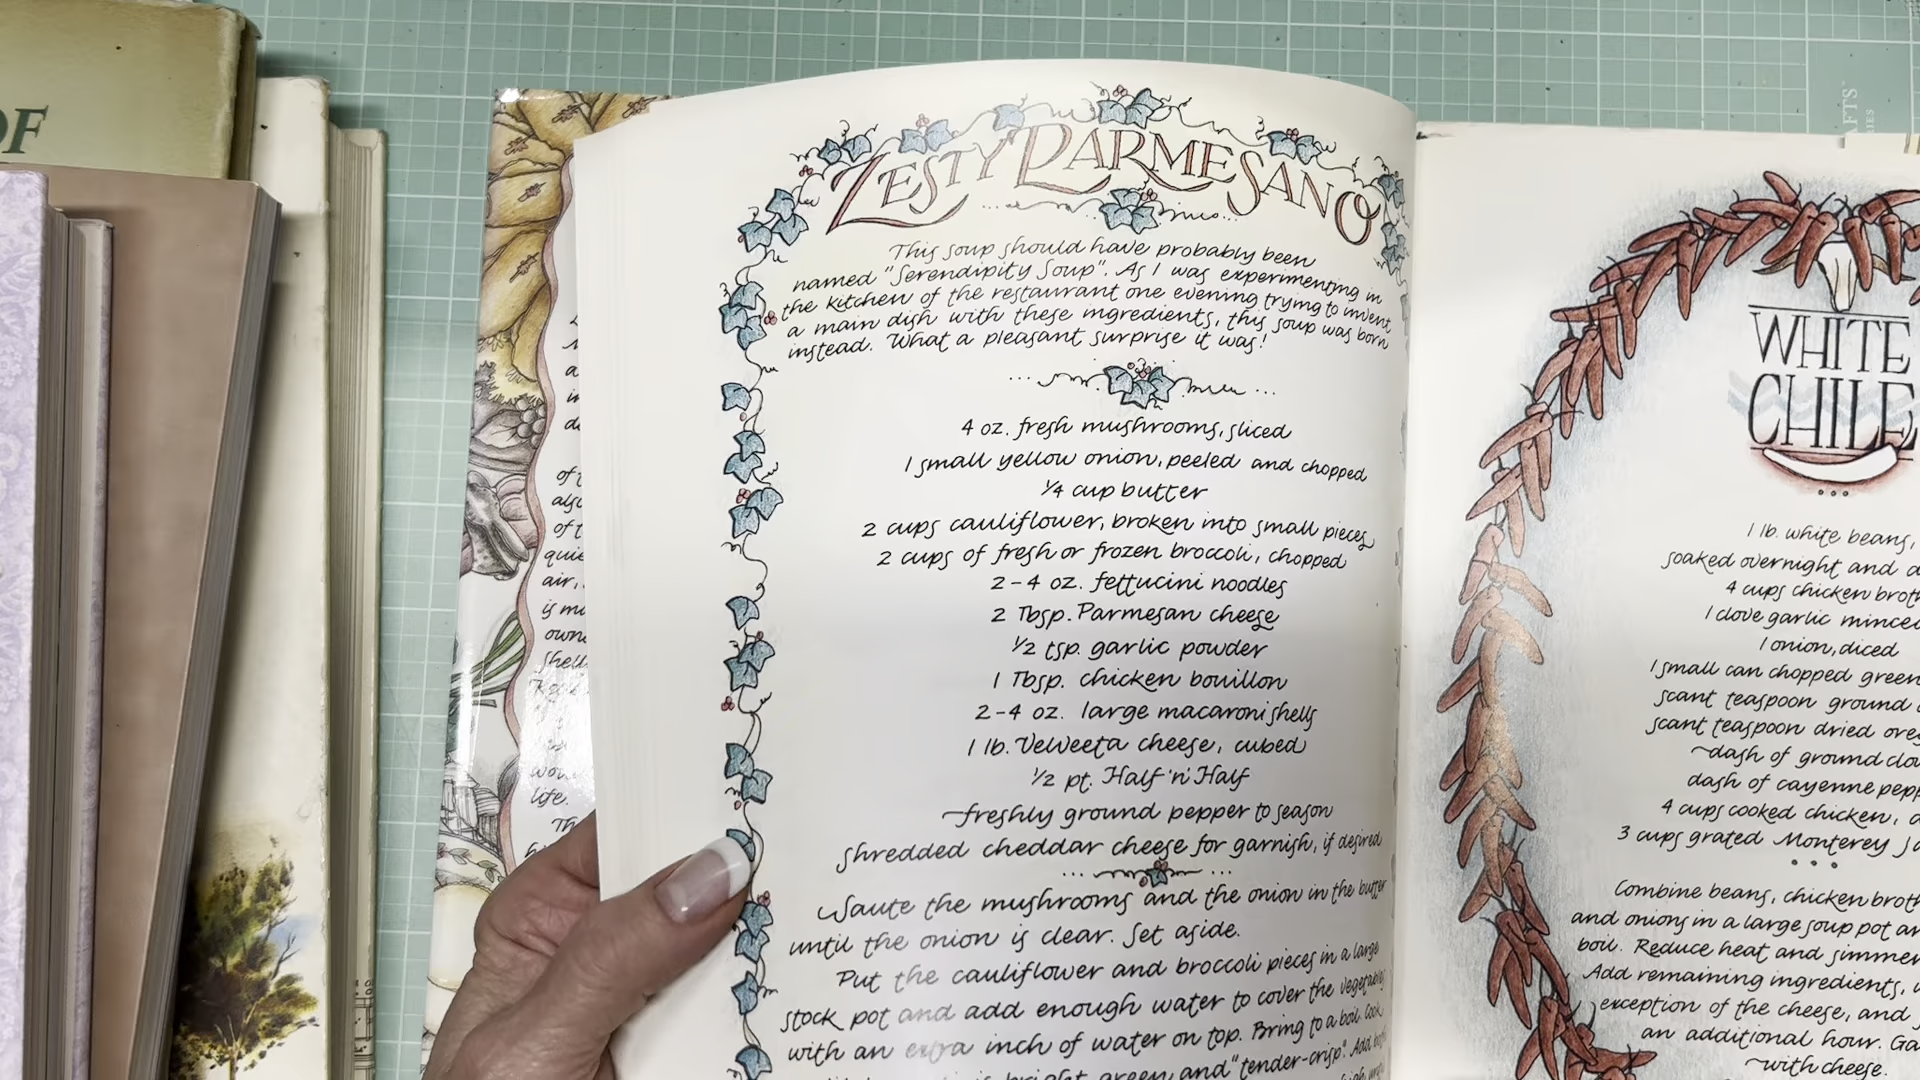 OF
ZESTY PARMESANO
This soup should have probably been
named "Serendipity Soup". As I was experimenting in
the kitchen of the restaurant one evening trying to invent
a main dish with these ingredients, this soup was born
instead. What a pleasant surprise it was!
4 oz. fresh mushrooms, sliced
1 small yellow onion, peeled and chopped
1/4 cup butter
2 cups cauliflower, broken into small pieces
2 cups of fresh or frozen broccoli, chopped
2-4 oz. fettucini noodles
2 Tbsp. Parmesan cheese
1/2 tsp. garlic powder
1 Tbsp. chicken bouillon
2-4 oz. large macaroni shells
1 lb. Velveeta cheese, cubed
1/2 pt. Half 'n' Half
freshly ground pepper to season
shredded cheddar cheese for garnish, if desired
Saute the mushrooms and the onion in the butter
until the onion is clear. Set aside.
Put the cauliflower and broccoli pieces in a large
stock pot and add enough water to cover the vegetables
with an extra inch of water on top. Bring to a boil. Cook
is bright green and "tender-crisp". Add
WHITE
CHILE
1 lb. white beans,
soaked overnight and
4 cups chicken
1 clove garlic
1 onion, diced
1 small can chopped green
scant teaspoon ground
scant teaspoon dried
dash of ground
dash of cayenne
4 cups cooked chicken,
3 cups grated Monterey
Combine beans, chicken
and onions in a large soup pot
boil. Reduce heat and
Add remaining ingredients,
exception of the cheese, and
an additional hour.
with cheese.
of
air,
is
life.